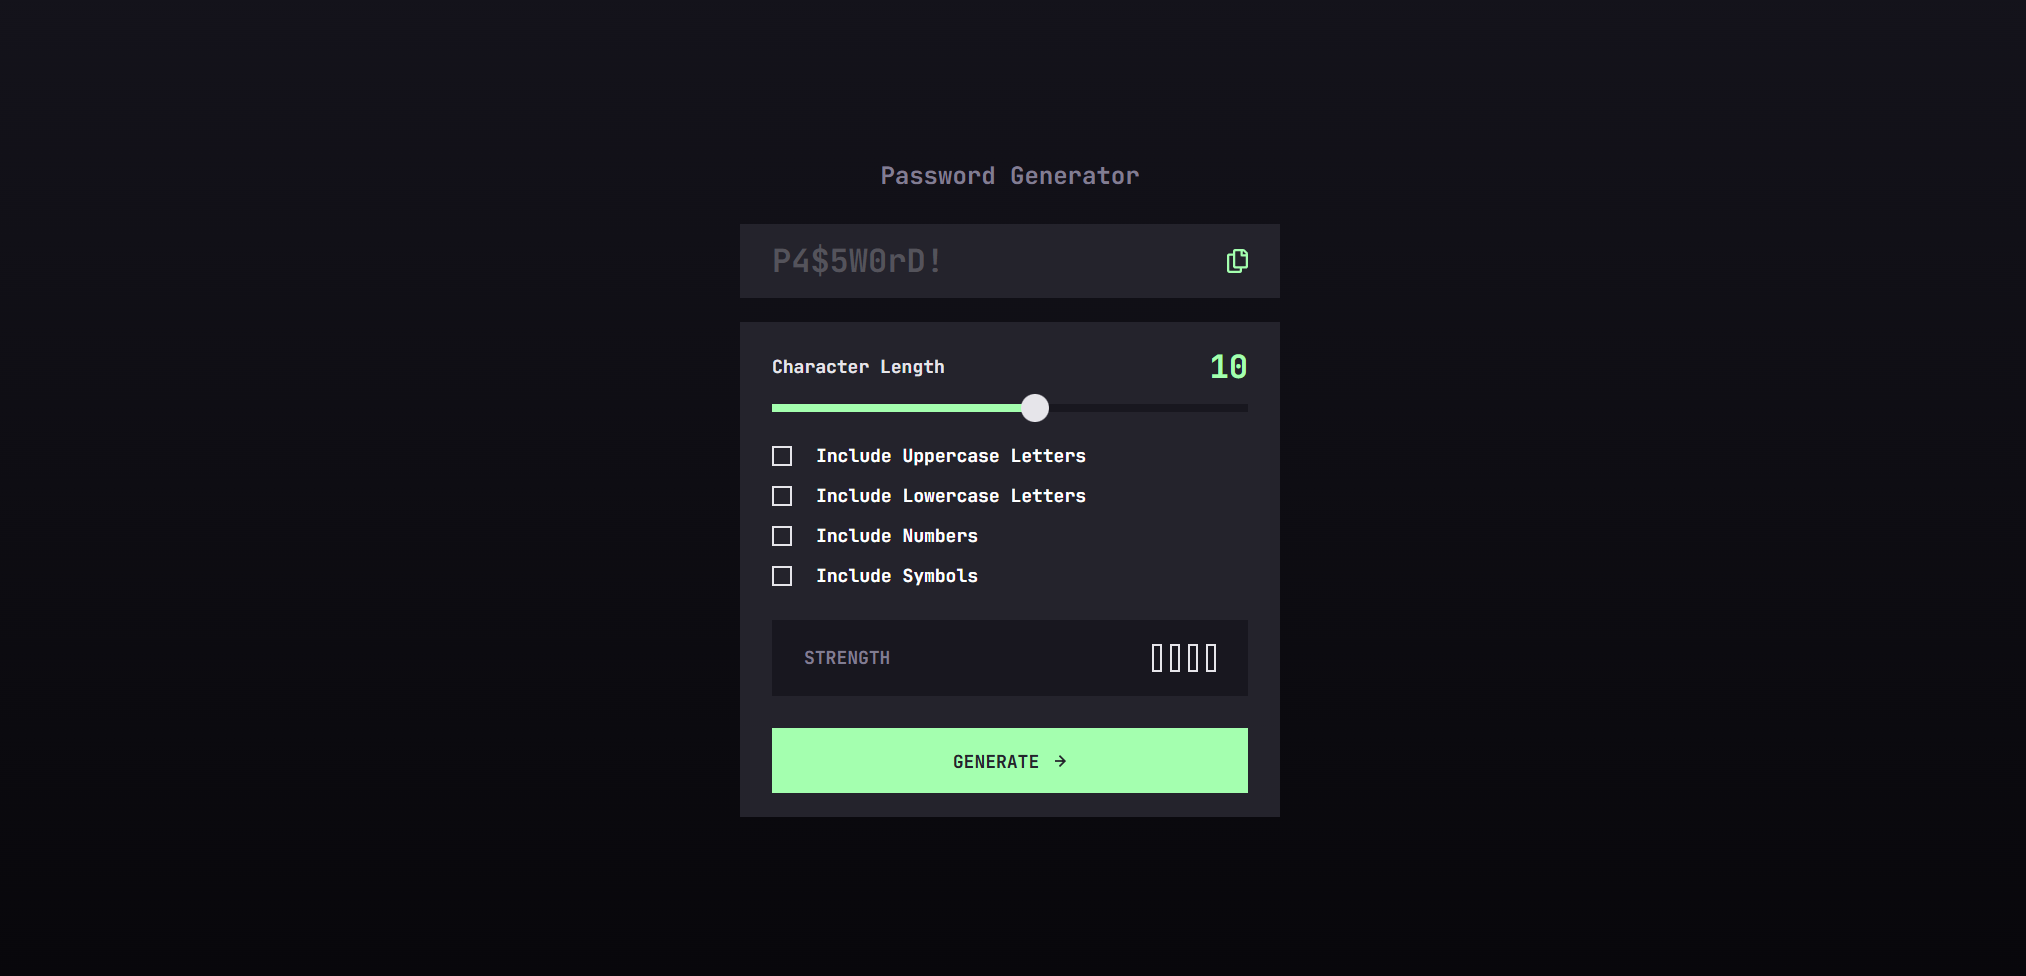 Password Generator
P4$5W0rD!
Character Length 10
Include Uppercase Letters
Include Lowercase Letters
Include Numbers
Include Symbols
STRENGTH
GENERATE →